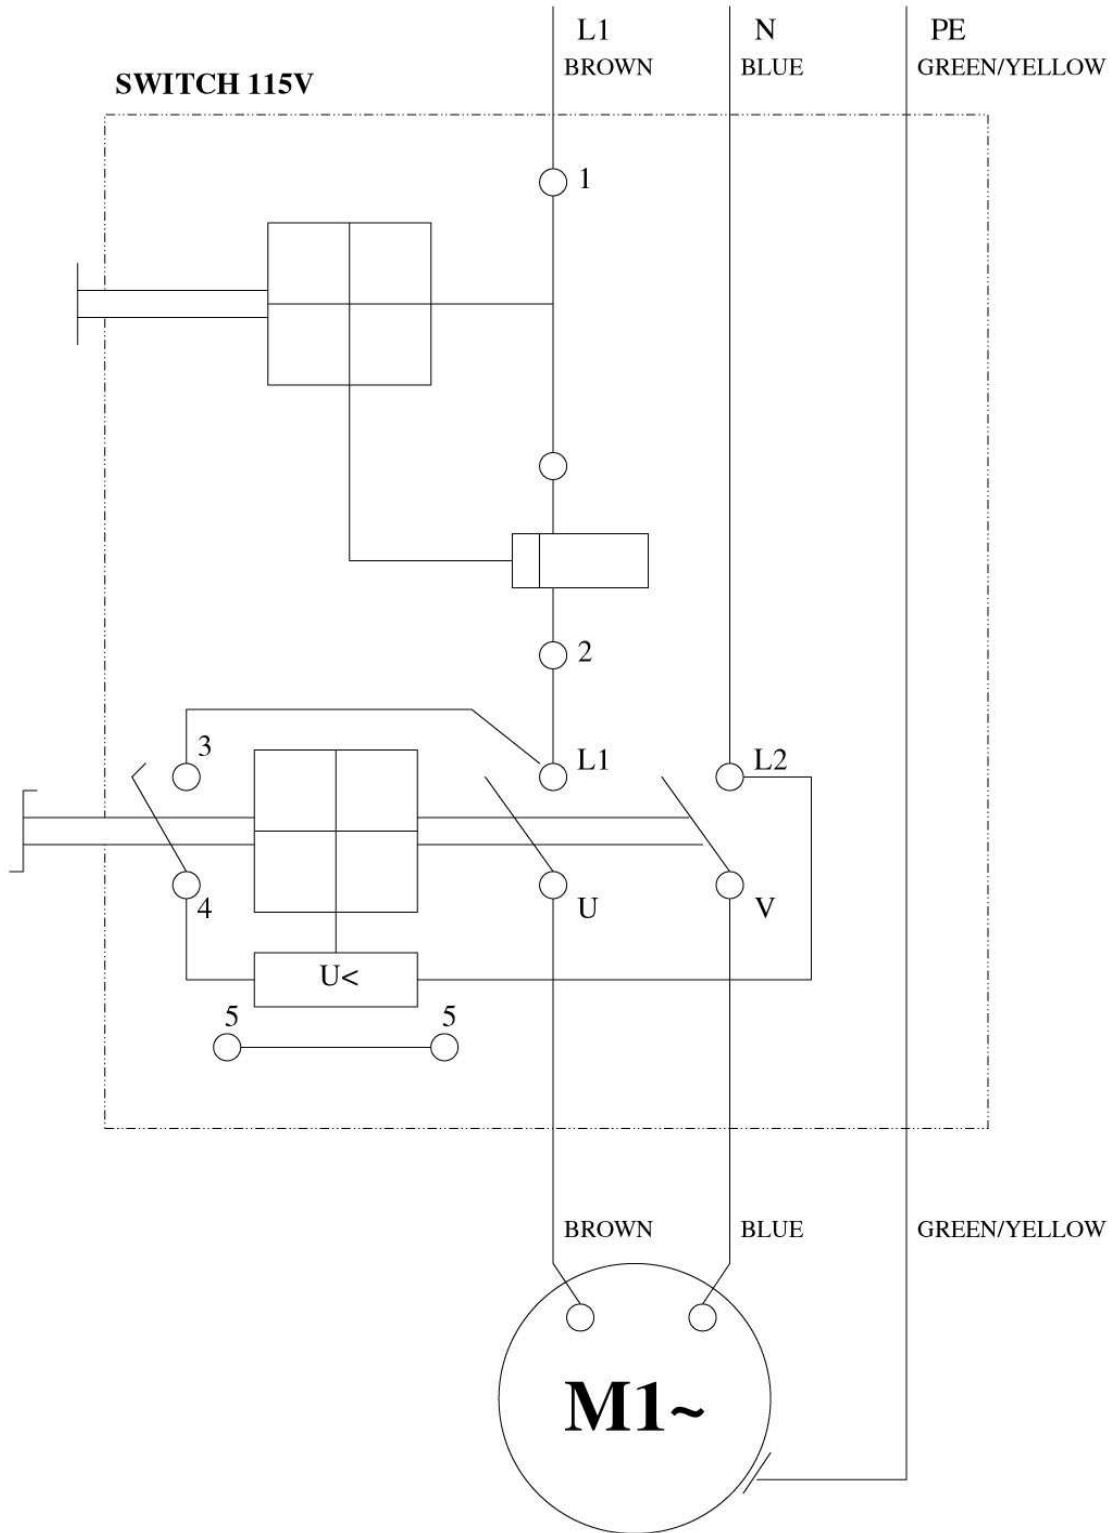 L1
N
PE
BROWN
BLUE
GREEN/YELLOW
SWITCH 115V
1
2
3
L1
L2
4
U
V
U<
5
5
BROWN
BLUE
GREEN/YELLOW
M1~